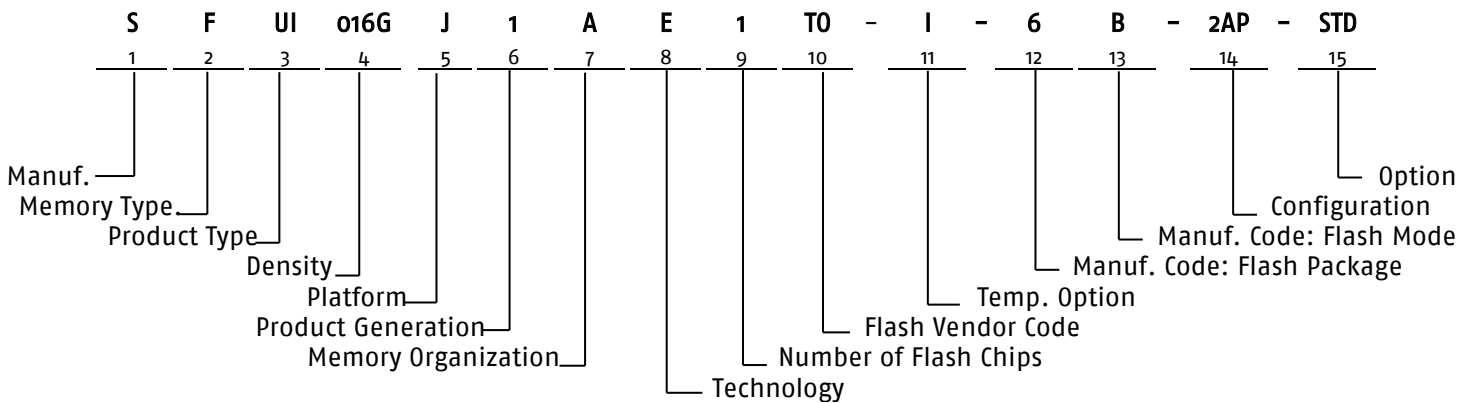 S F UI 016G J 1 A E 1 TO - I - 6 B - 2AP - STD
1 2 3 4 5 6 7 8 9 10 11 12 13 14 15
Manuf. Option
Memory Type. Configuration
Product Type Manuf. Code: Flash Mode
Density Manuf. Code: Flash Package
Platform Temp. Option
Product Generation Flash Vendor Code
Memory Organization Number of Flash Chips
Technology